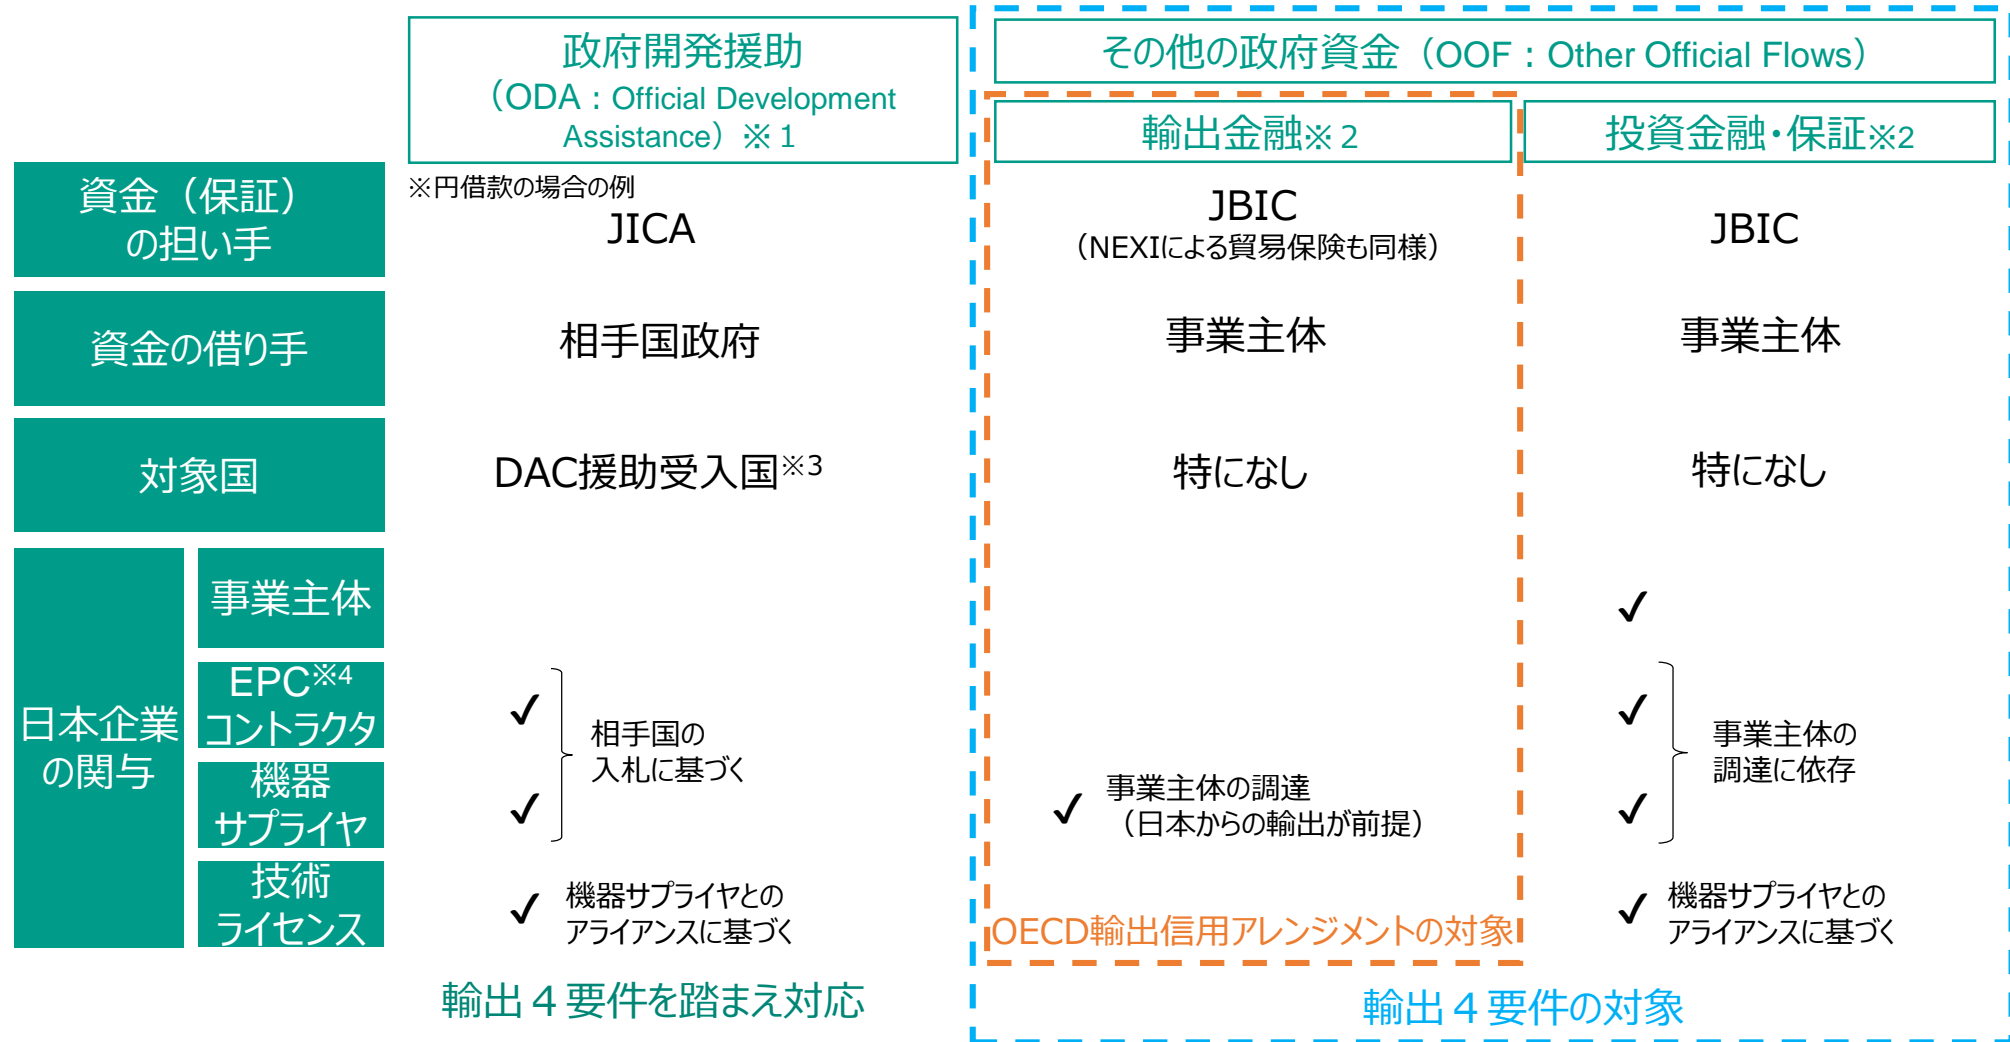 政府開発援助
（ODA：Official Development
Assistance）※１
その他の政府資金（OOF：Other Official Flows）
輸出金融※２
投資金融・保証※2
資金（保証）
の担い手
※円借款の場合の例
JICA
JBIC
（NEXIによる貿易保険も同様）
JBIC
資金の借り手
相手国政府
事業主体
事業主体
対象国
DAC援助受入国※3
特になし
特になし
日本企業
の関与
事業主体
✓
EPC※4
コントラクタ
✓
✓
機器
サプライヤ
✓
相手国の
入札に基づく
✓
事業主体の調達
（日本からの輸出が前提）
✓
事業主体の
調達に依存
技術
ライセンス
✓
機器サプライヤとの
アライアンスに基づく
✓
機器サプライヤとの
アライアンスに基づく
OECD輸出信用アレンジメントの対象
輸出４要件を踏まえ対応
輸出４要件の対象